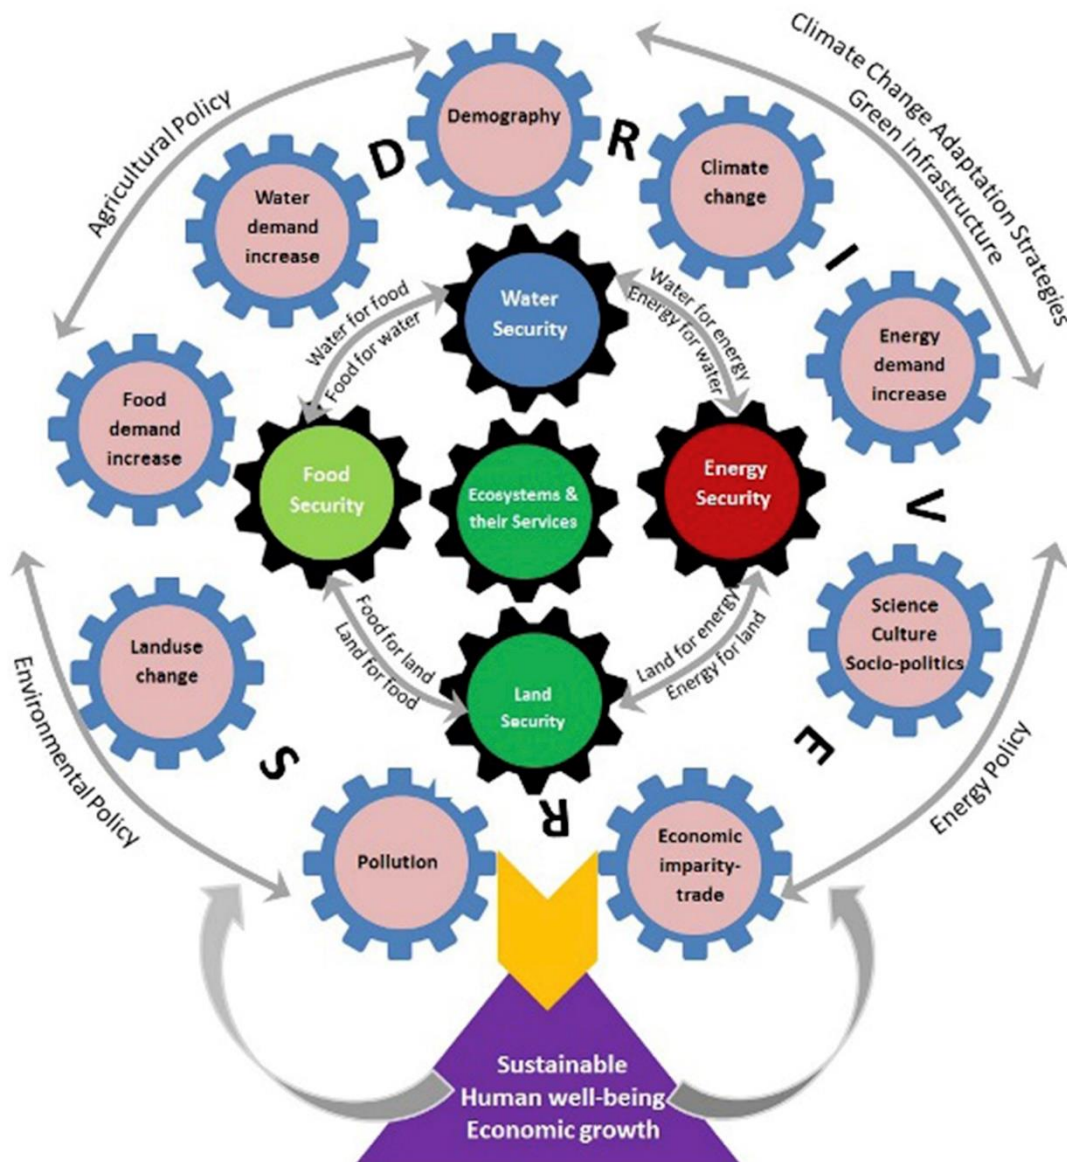 Climate Change Adaptation Strategies
Green infrastructure
Agricultural Policy
Demography
D
R
I
V
E
R
S
Climate
change
Water
demand
increase
Energy
demand
increase
Food
demand
increase
Water
Security
Water for food
Food for water
Water for energy
Energy for water
Food
Security
Ecosystems &
their Services
Energy
Security
Food for land
Land for food
Land for energy
Energy for land
Land
Security
Science
Culture
Socio-politics
Landuse
change
Environmental Policy
Energy Policy
Pollution
Economic
imparity-
trade
Sustainable
Human well-being
Economic growth